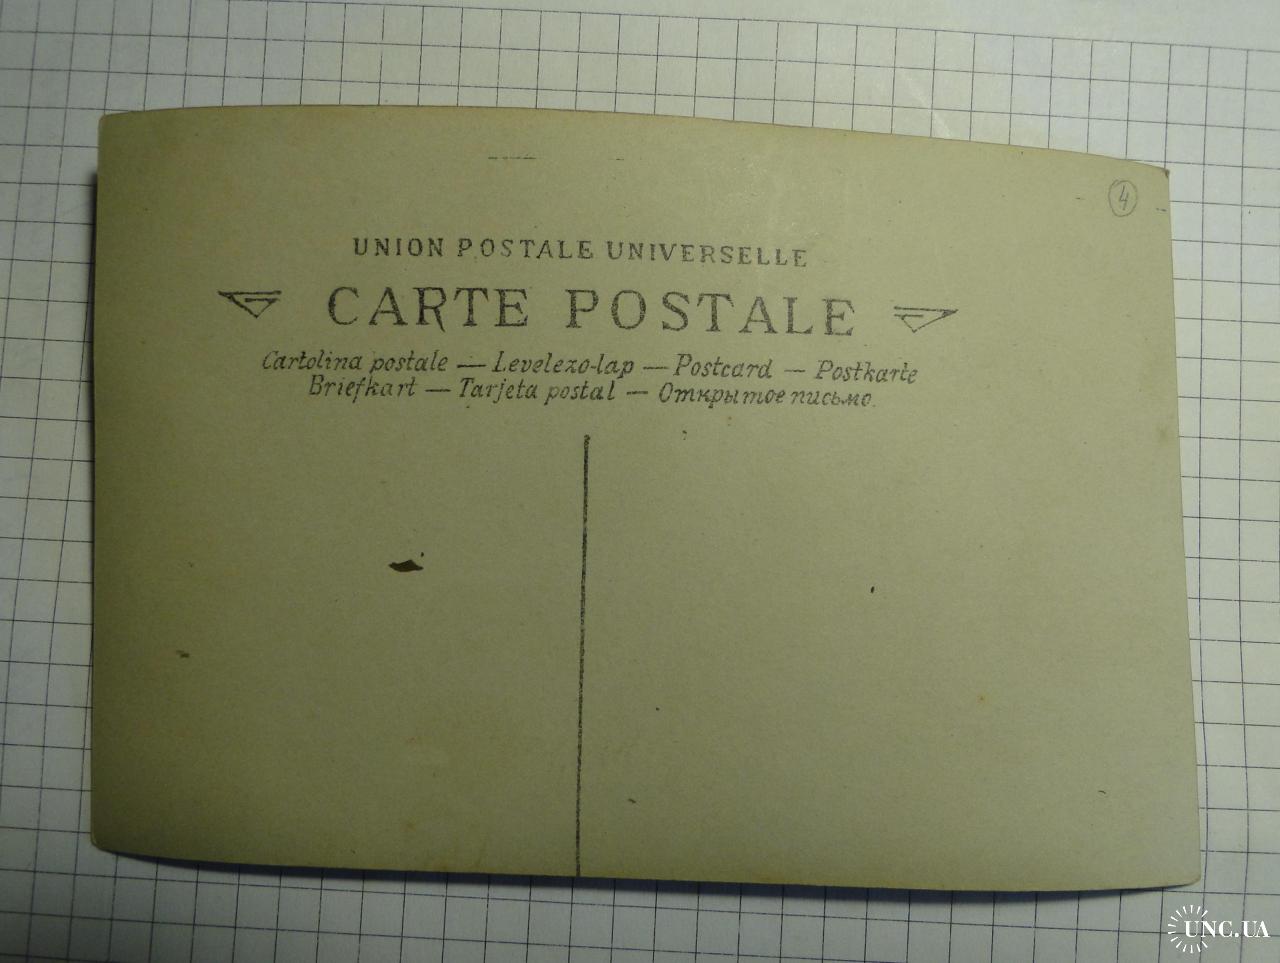 4
UNION POSTALE UNIVERSELLE
CARTE POSTALE
Cartolina postale — Levelezo-lap — Postcard — Postkarte
Briefkart — Tarjeta postal — Открытое письмо.
UNC.UA